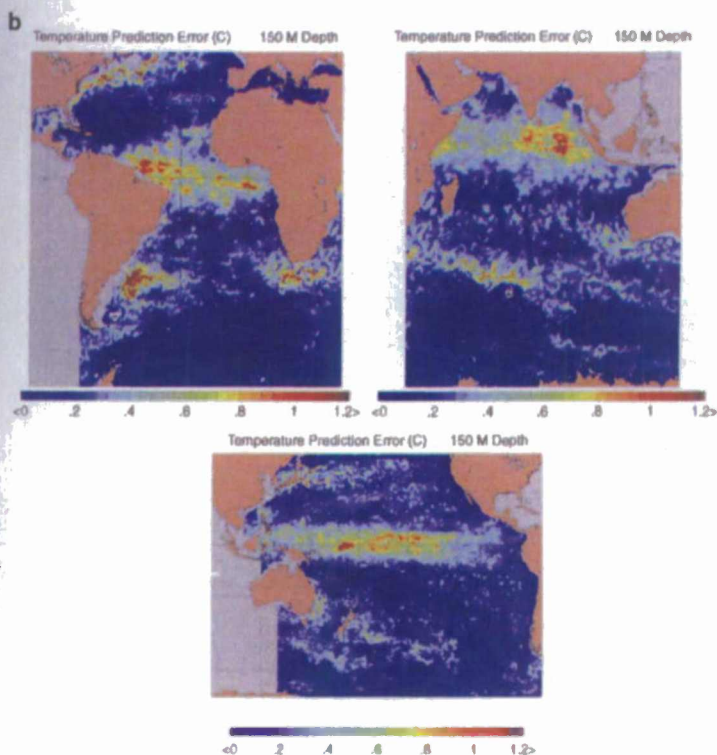 b
Temperature Prediction Error (C) 150 M Depth
Temperature Prediction Error (C) 150 M Depth
<0 .2 .4 .6 .8 1 1.2>
<0 .2 .4 .6 .8 1 1.2>
Temperature Prediction Error (C) 150 M Depth
<0 .2 .4 .6 .8 1 1.2>